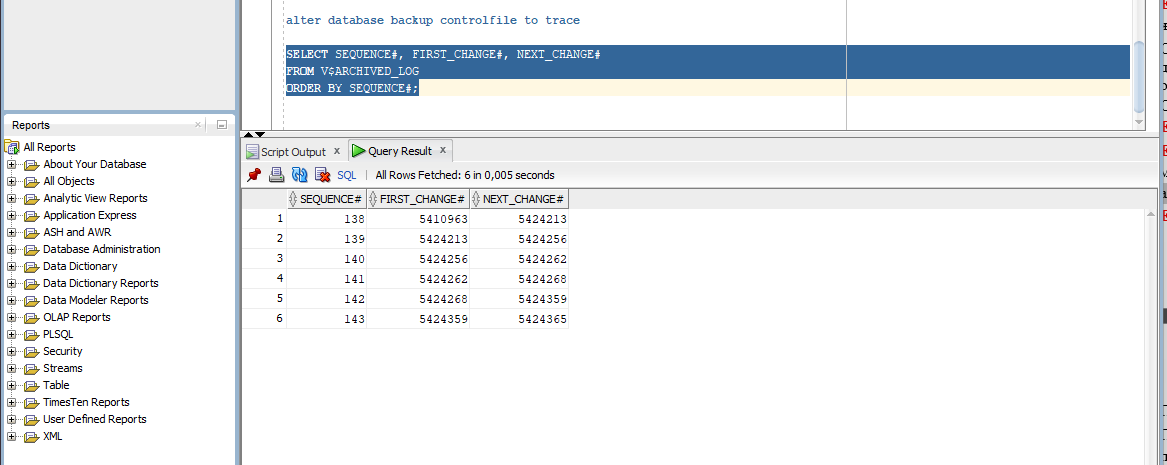 alter database backup controlfile to trace
SELECT SEQUENCE#, FIRST_CHANGE#, NEXT_CHANGE#
FROM V$ARCHIVED_LOG
ORDER BY SEQUENCE#;
Reports
All Reports
About Your Database
All Objects
Analytic View Reports
Application Express
ASH and AWR
Database Administration
Data Dictionary
Data Dictionary Reports
Data Modeler Reports
OLAP Reports
PLSQL
Security
Streams
Table
TimesTen Reports
User Defined Reports
XML
Script Output x Query Result x
SQL | All Rows Fetched: 6 in 0,005 seconds
SEQUENCE# FIRST_CHANGE# NEXT_CHANGE#
1 138 5410963 5424213
2 139 5424213 5424256
3 140 5424256 5424262
4 141 5424262 5424268
5 142 5424268 5424359
6 143 5424359 5424365